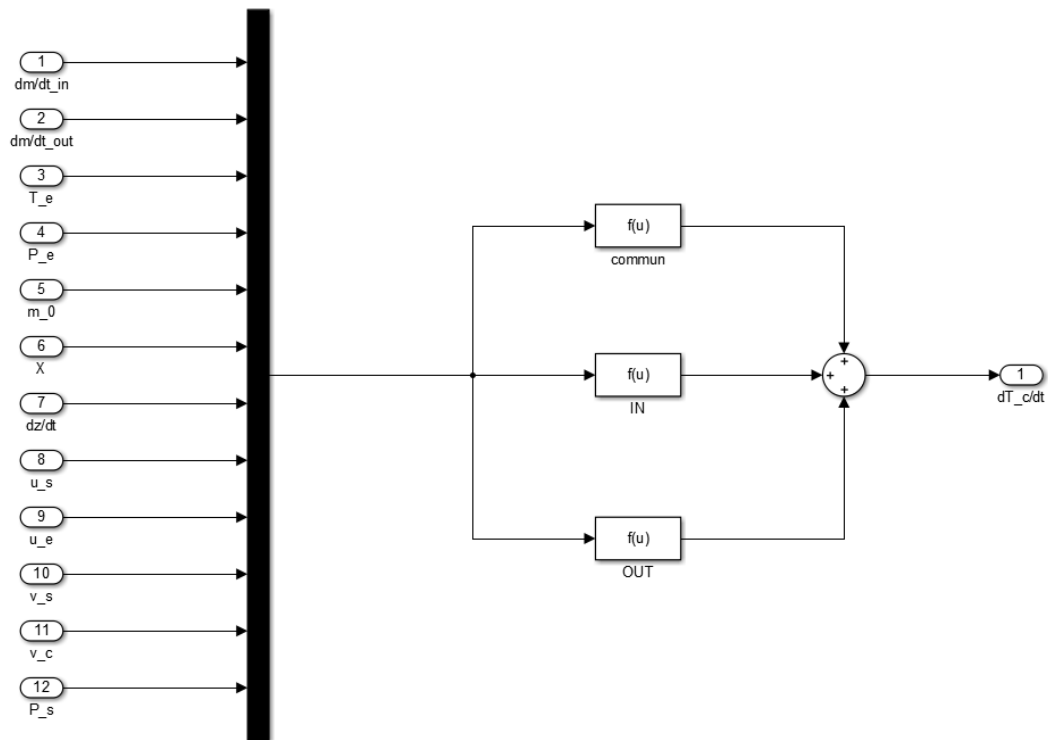 1
dm/dt_in
2
dm/dt_out
3
T_e
4
P_e
5
m_0
6
X
7
dz/dt
8
u_s
9
u_e
10
v_s
11
v_c
12
P_s
f(u)
commun
f(u)
IN
f(u)
OUT
+
+
+
1
dT_c/dt